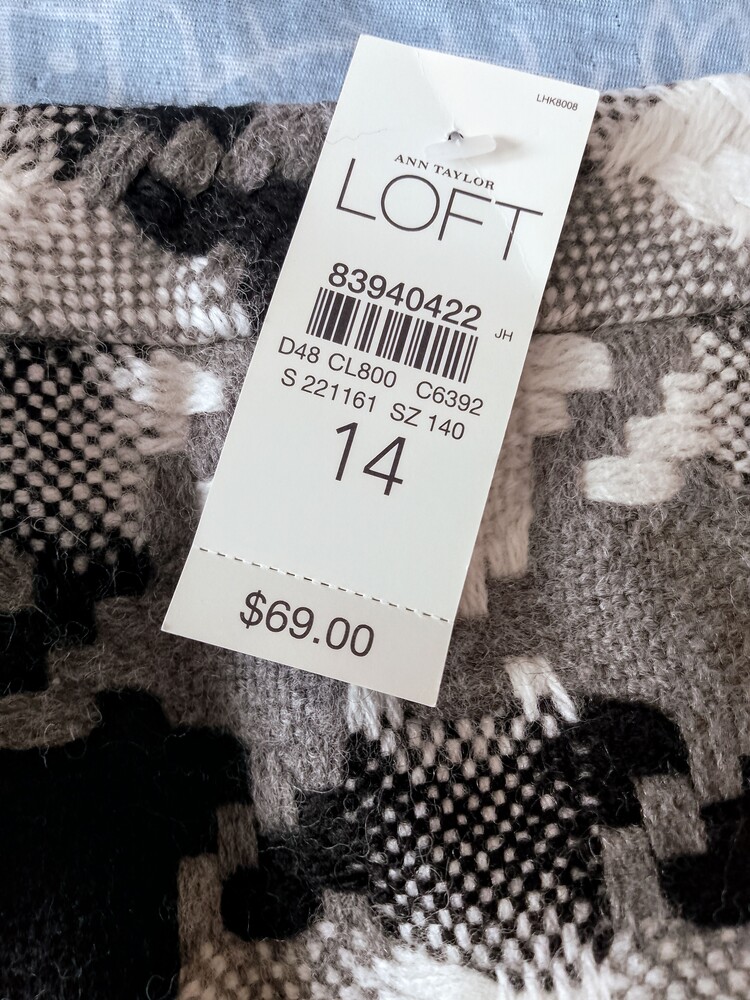 LHK8008
ANN TAYLOR
LOFT
83940422
JH
D48 CL800 C6392
S 221161 SZ 140
14
$69.00